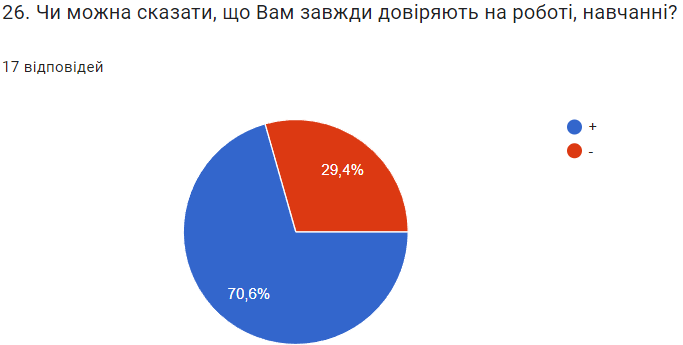 26. Чи можна сказати, що Вам завжди довіряють на роботі, навчанні?
17 відповідей
+
-
29,4%
70,6%